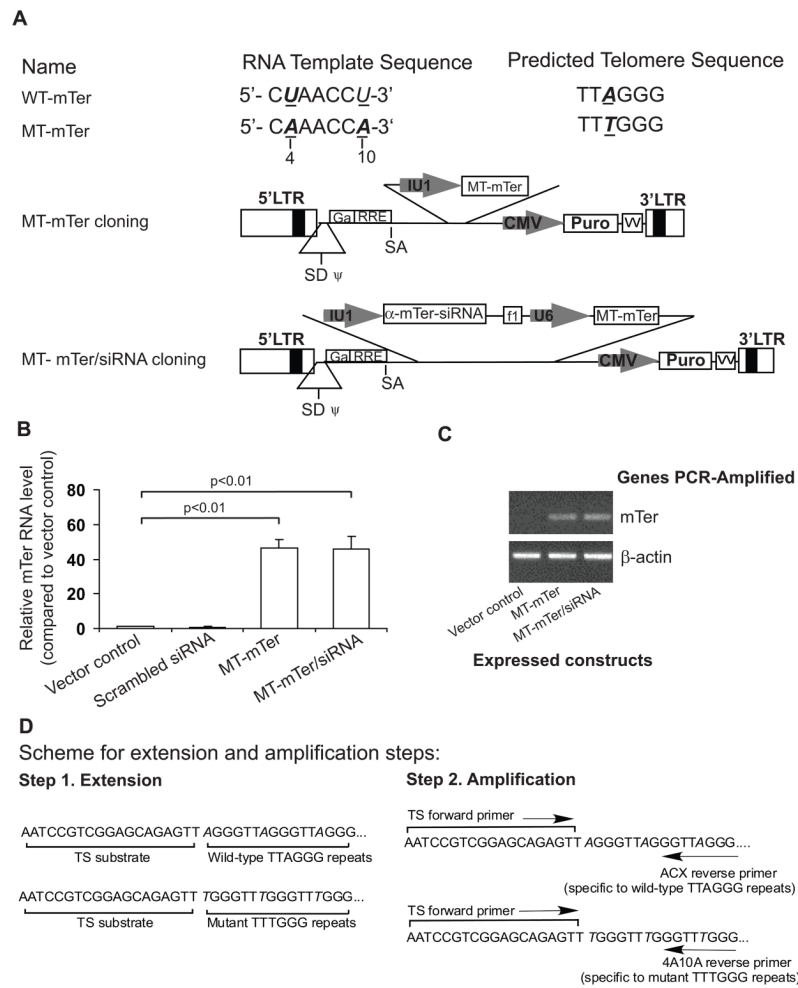 A
Name RNA Template Sequence Predicted Telomere Sequence
WT-mTer 5'- CUAACCU-3' TTAGGG
MT-mTer 5'- CAAACCA-3' TTTGGG
4 10
IU1 MT-mTer
5'LTR 3'LTR
MT-mTer cloning Ga RRE CMV Puro W
SA
SD ψ
IU1 α-mTer-siRNA f1 U6 MT-mTer
5'LTR 3'LTR
MT- mTer/siRNA cloning Ga RRE CMV Puro W
SA
SD ψ
B
Relative mTer RNA level
(compared to vector control)
80
60
40
20
0
p<0.01
p<0.01
Vector control
Scrambled siRNA
MT-mTer
MT-mTer/siRNA
C
Genes PCR-Amplified
mTer
β-actin
Vector control
MT-mTer
MT-mTer/siRNA
Expressed constructs
D
Scheme for extension and amplification steps:
Step 1. Extension
AATCCGTCGGAGCAGAGTT AGGGTTAGGGTTAGGG...
TS substrate Wild-type TTAGGG repeats
AATCCGTCGGAGCAGAGTT TGGGTTTGGGTTTGGG...
TS substrate Mutant TTTGGG repeats
Step 2. Amplification
TS forward primer
AATCCGTCGGAGCAGAGTT AGGGTTAGGGTTAGGG....
ACX reverse primer
(specific to wild-type TTAGGG repeats)
TS forward primer
AATCCGTCGGAGCAGAGTT TGGGTTTGGGTTTGGG...
4A10A reverse primer
(specific to mutant TTTGGG repeats)